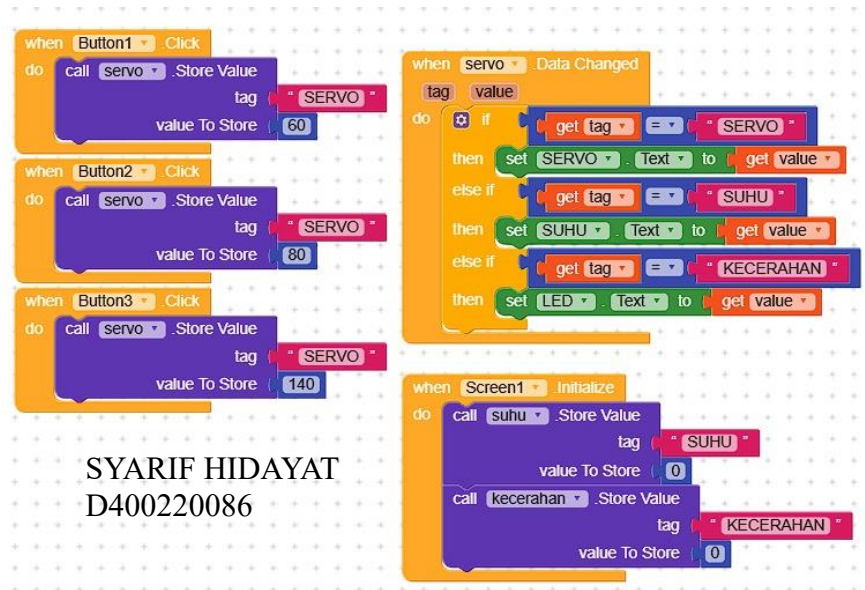 when Button1 .Click
do call servo .Store Value
tag " SERVO "
value To Store 60
when Button2 .Click
do call servo .Store Value
tag " SERVO "
value To Store 80
when Button3 .Click
do call servo .Store Value
tag " SERVO "
value To Store 140
SYARIF HIDAYAT
D400220086
when servo .Data Changed
tag value
do if get tag = " SERVO "
then set SERVO . Text to get value
else if get tag = " SUHU "
then set SUHU . Text to get value
else if get tag = " KECERAHAN "
then set LED . Text to get value
when Screen1 .Initialize
do call suhu .Store Value
tag " SUHU "
value To Store 0
call kecerahan .Store Value
tag " KECERAHAN "
value To Store 0